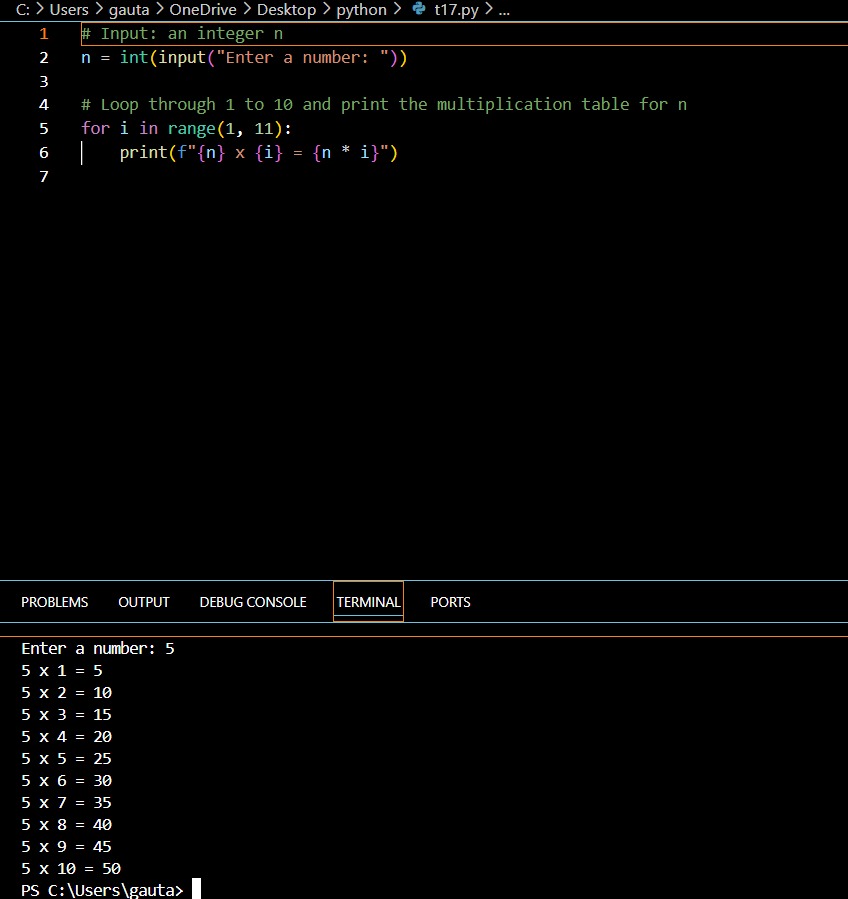 C: > Users > gauta > OneDrive > Desktop > python > t17.py > ...
1 # Input: an integer n
2 n = int(input("Enter a number: "))
3
4 # Loop through 1 to 10 and print the multiplication table for n
5 for i in range(1, 11):
6     print(f"{n} x {i} = {n * i}")
7
PROBLEMS OUTPUT DEBUG CONSOLE TERMINAL PORTS
Enter a number: 5
5 x 1 = 5
5 x 2 = 10
5 x 3 = 15
5 x 4 = 20
5 x 5 = 25
5 x 6 = 30
5 x 7 = 35
5 x 8 = 40
5 x 9 = 45
5 x 10 = 50
PS C:\Users\gauta>